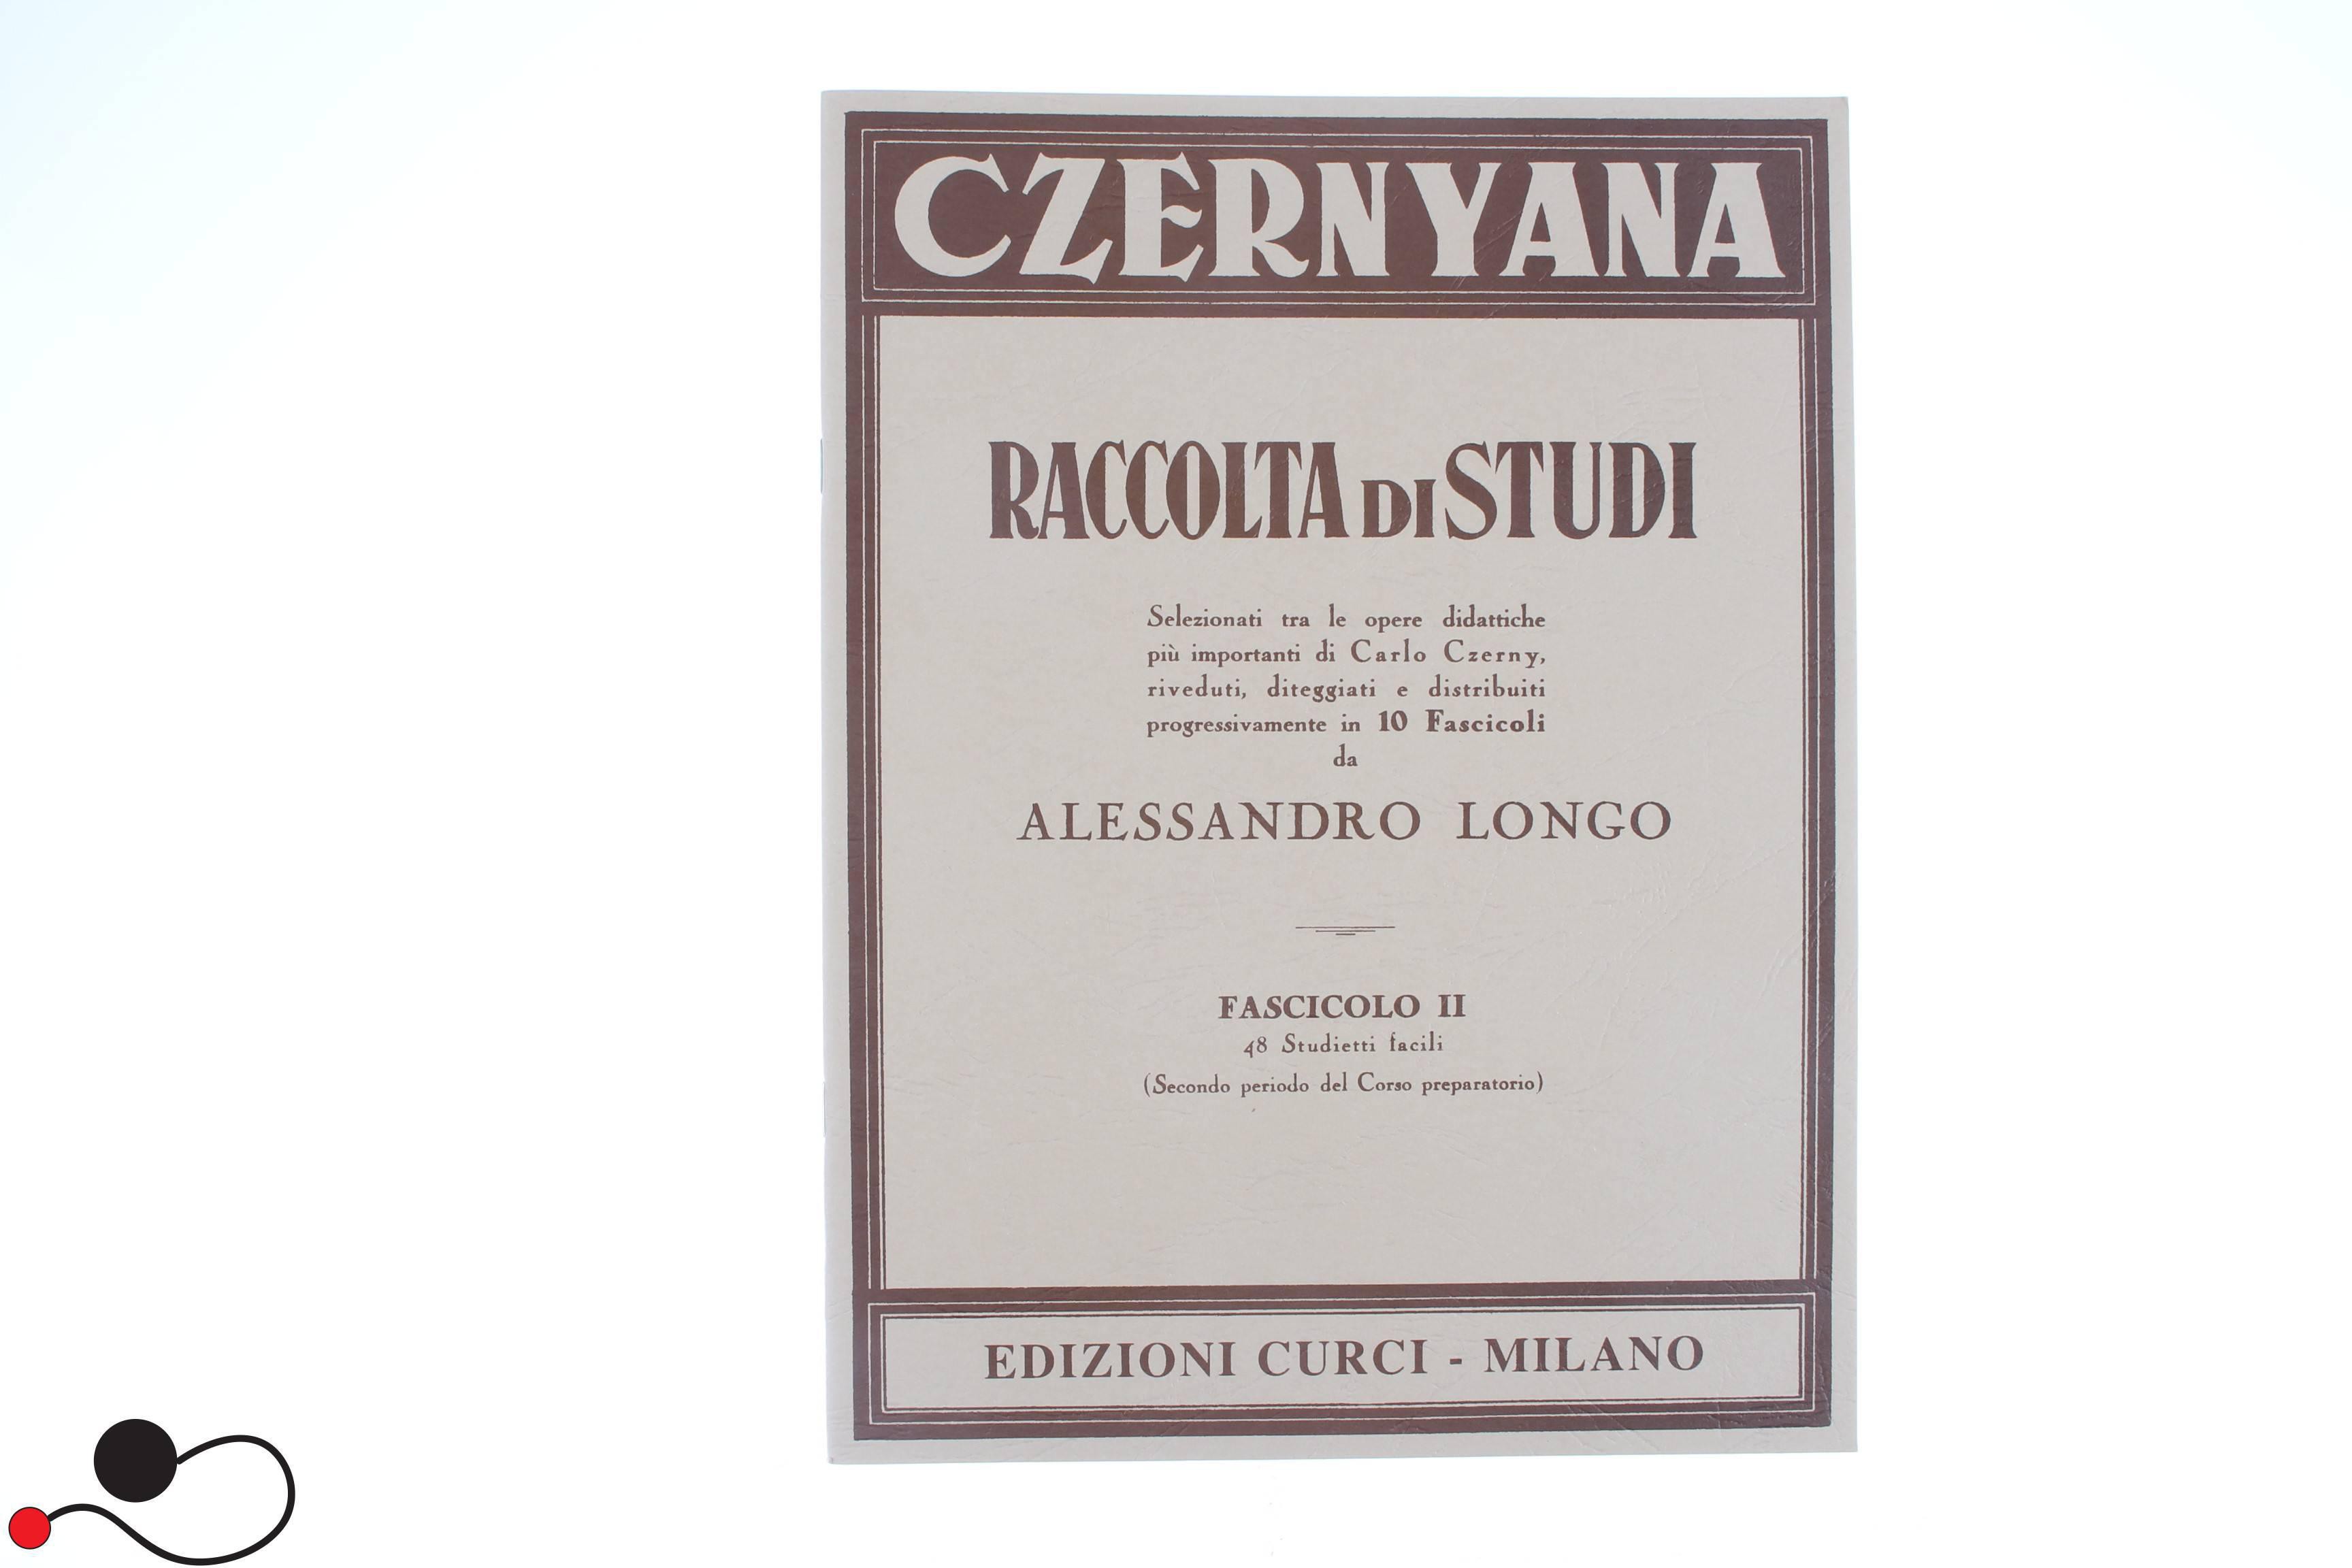 CZERNYANA
RACCOLTA DI STUDI
Selezionati tra le opere didattiche
più importanti di Carlo Czerny,
riveduti, diteggiati e distribuiti
progressivamente in 10 Fascicoli
da
ALESSANDRO LONGO
FASCICOLO II
48 Studietti facili
(Secondo periodo del Corso preparatorio)
EDIZIONI CURCI - MILANO